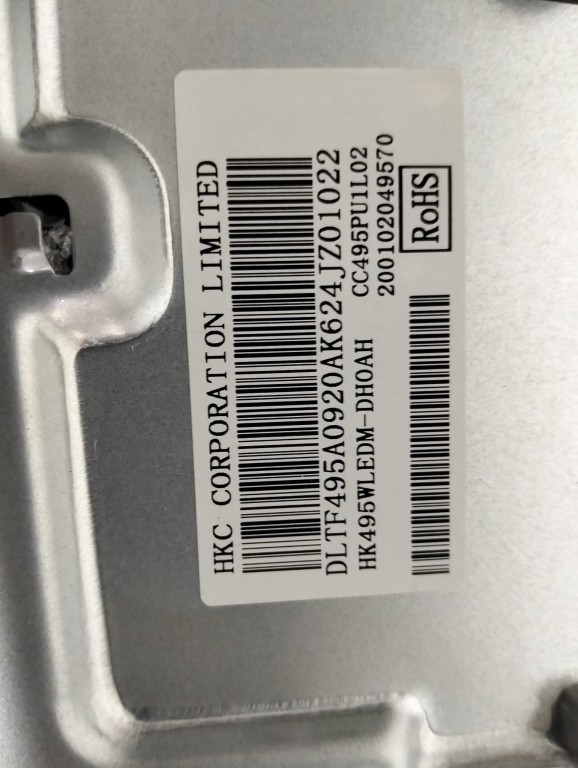 HKC CORPORATION LIMITED
DLTF495A0920AK624JZ01022
HK495WLEDM-DH0AH CC495PU1L02
200102049570
RoHS